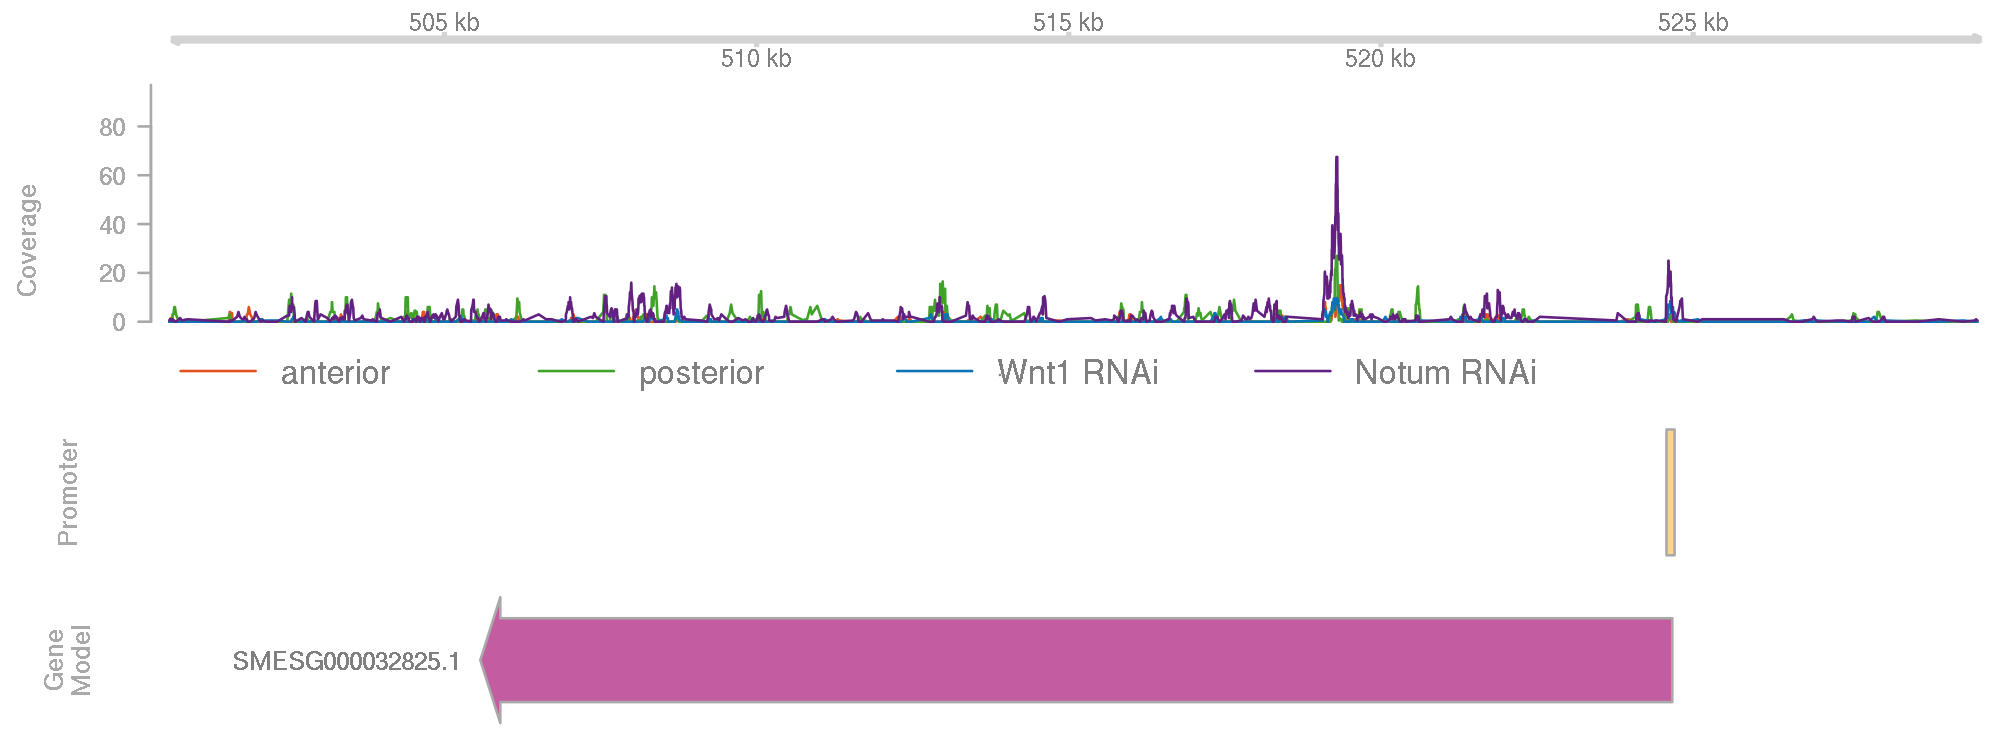 505 kb
515 kb
525 kb
510 kb
520 kb
80
60
40
20
0
Coverage
anterior
posterior
Wnt1 RNAi
Notum RNAi
Promoter
Gene
Model
SMESG000032825.1